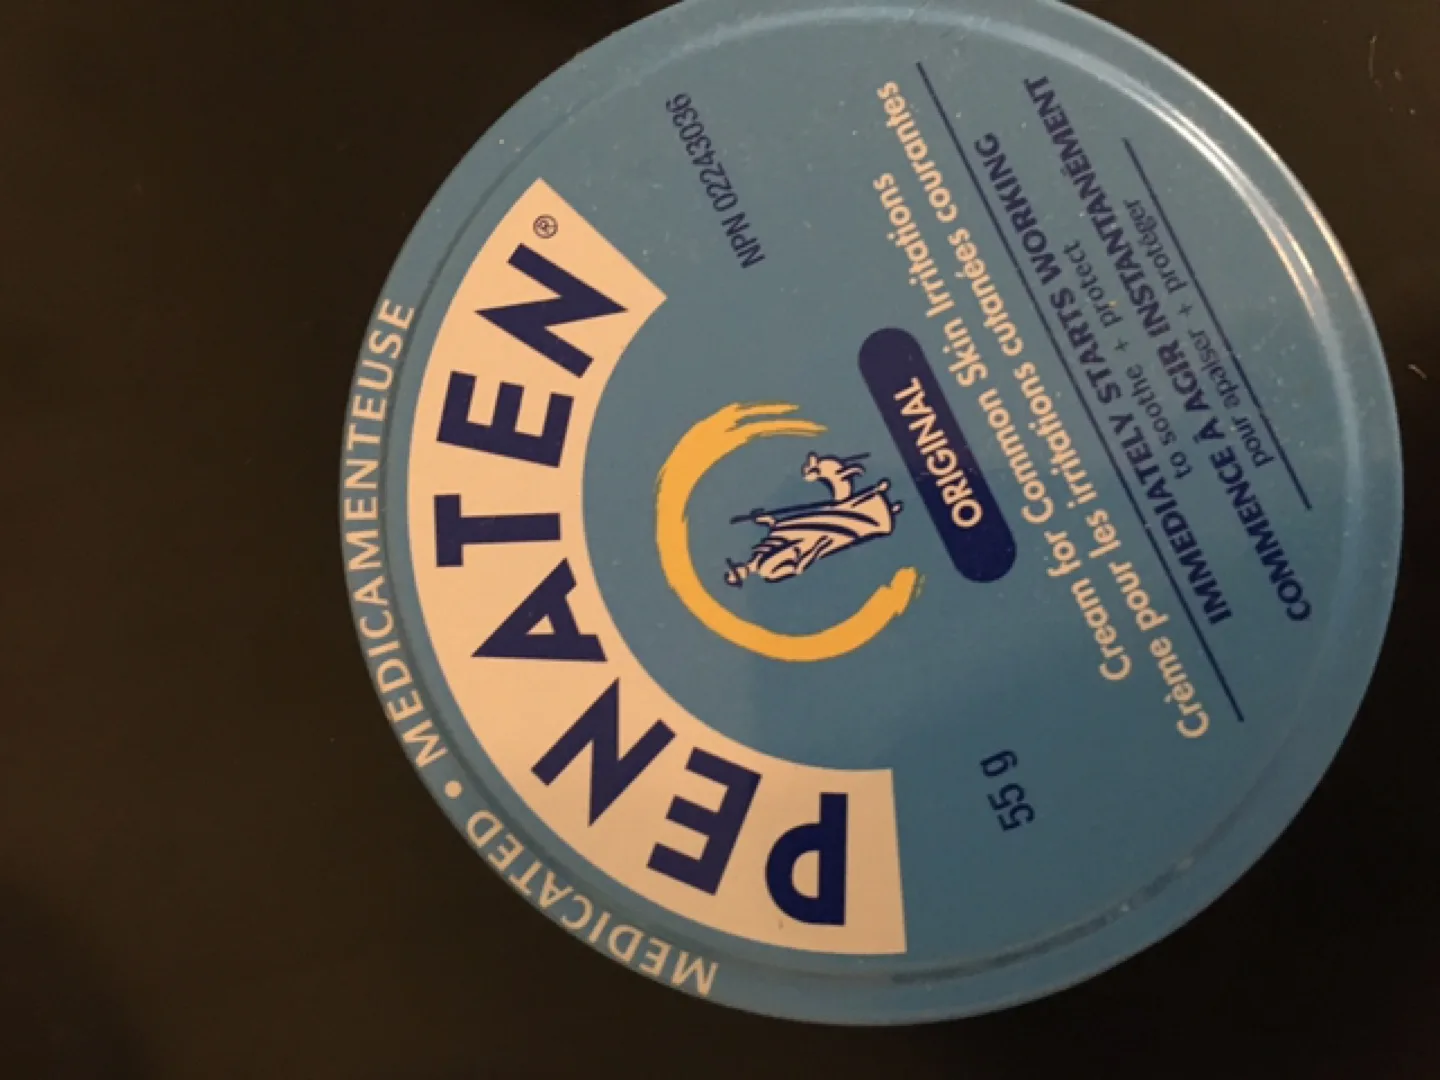 MEDICATED • MEDICAMENTEUSE
PENATEN®
NPN 02243036
ORIGINAL
Cream for Common Skin Irritations
Crème pour les irritations cutanées courantes
55 g
IMMEDIATELY STARTS WORKING
to soothe + protect
COMMENCE À AGIR INSTANTANÉMENT
pour apaiser + protéger